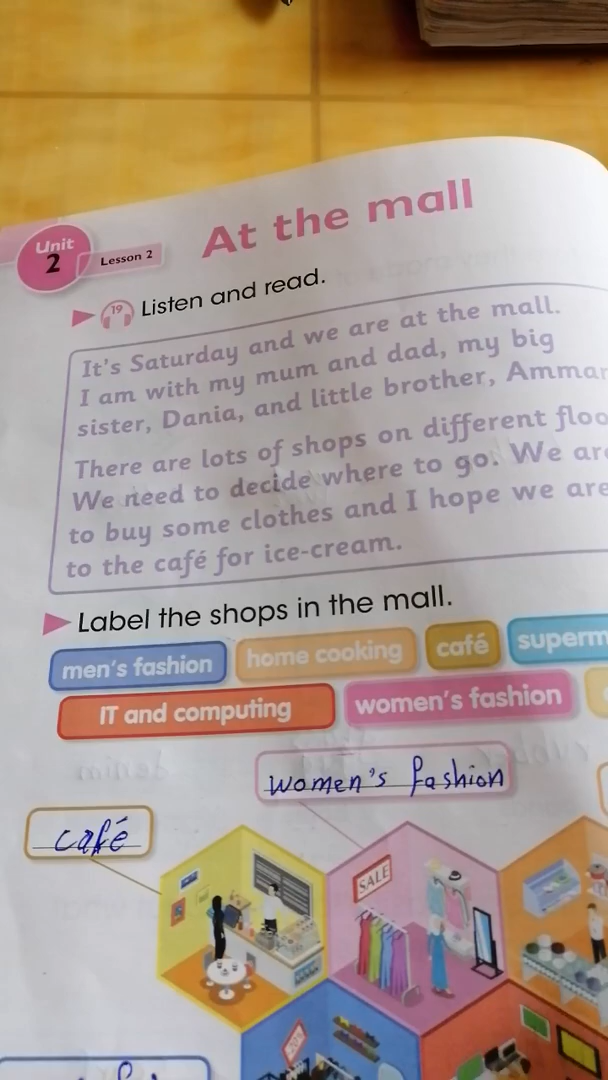 At the mall
Unit
2
Lesson 2
19
Listen and read.
It's Saturday and we are at the mall.
I am with my mum and dad, my big
sister, Dania, and little brother, Ammar
There are lots of shops on different floo
We need to decide where to go. We are
to buy some clothes and I hope we are
to the café for ice-cream.
Label the shops in the mall.
men's fashion home cooking café superm
IT and computing women's fashion
women's fashion
café
SALE